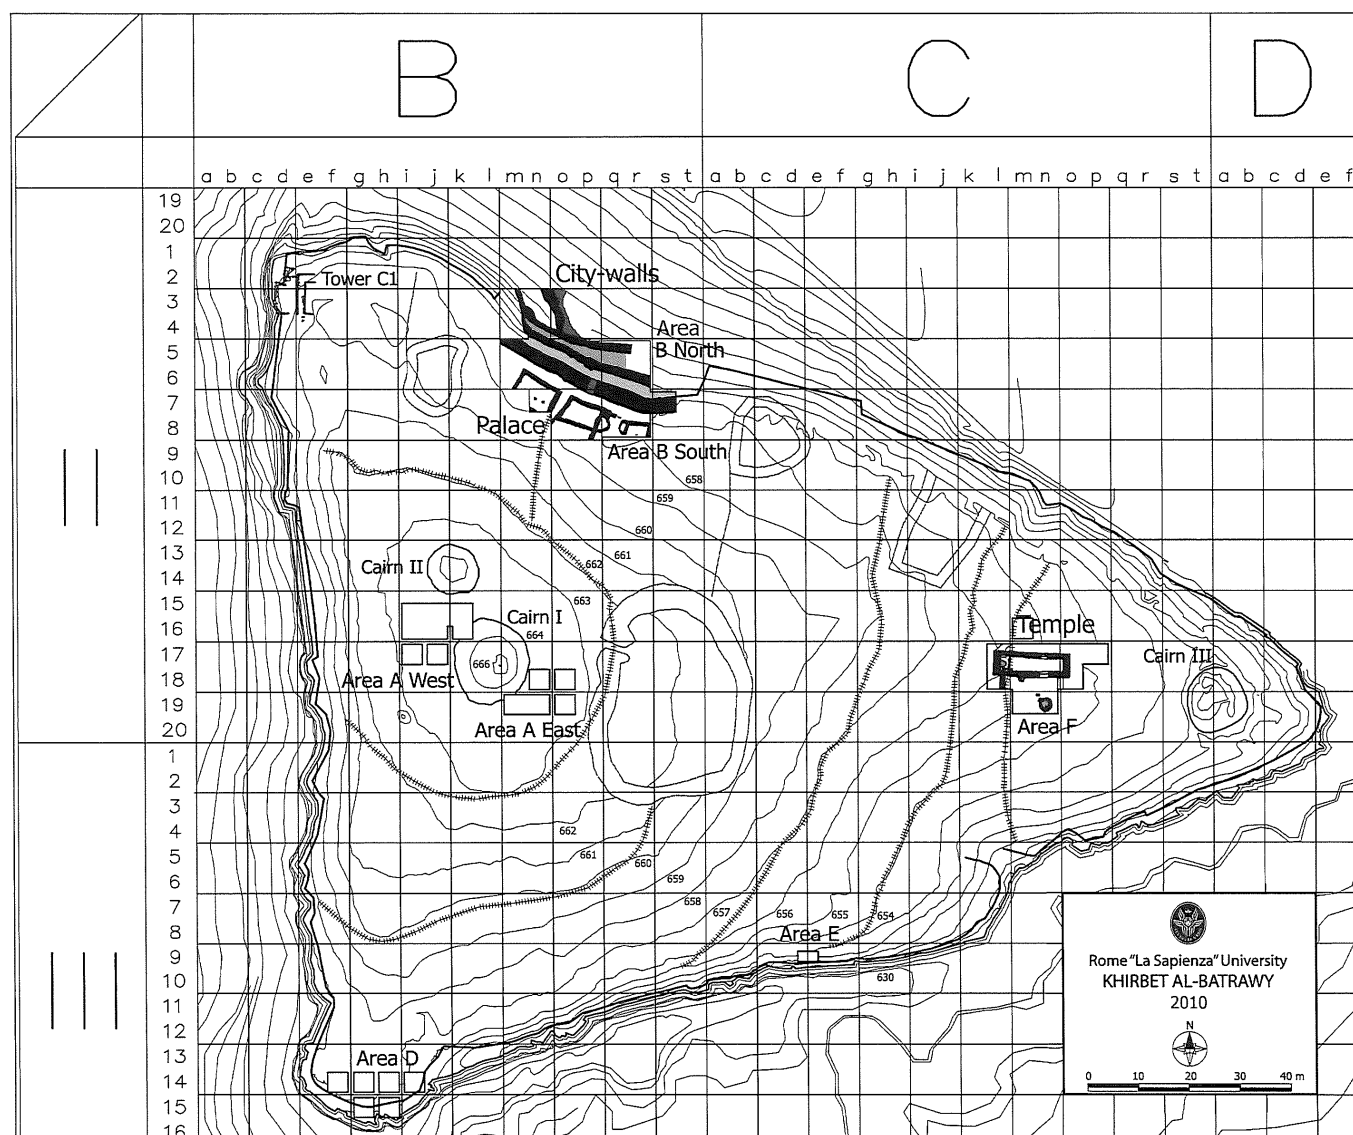 B C D
a b c d e f g h i j k l m n o p q r s t a b c d e f g h i j k l m n o p q r s t a b c d e f
19
20
1
2
Tower C1
City-walls
3
4
Area
B North
5
6
7
Palace
8
Area B South
II
9
10
658
11
659
12
660
13
661
662
Cairn II
14
663
15
Cairn I
16
664
Temple
17
666
Cairn III
18
Area A West
19
Area A East
Area F
20
1
2
3
4
662
5
661
660
6
659
7
658
657
656
655
654
8
Area E
9
630
10
III
11
12
13
Area D
14
15
16
Rome "La Sapienza" University
KHIRBET AL-BATRAWY
2010
N
0 10 20 30 40 m